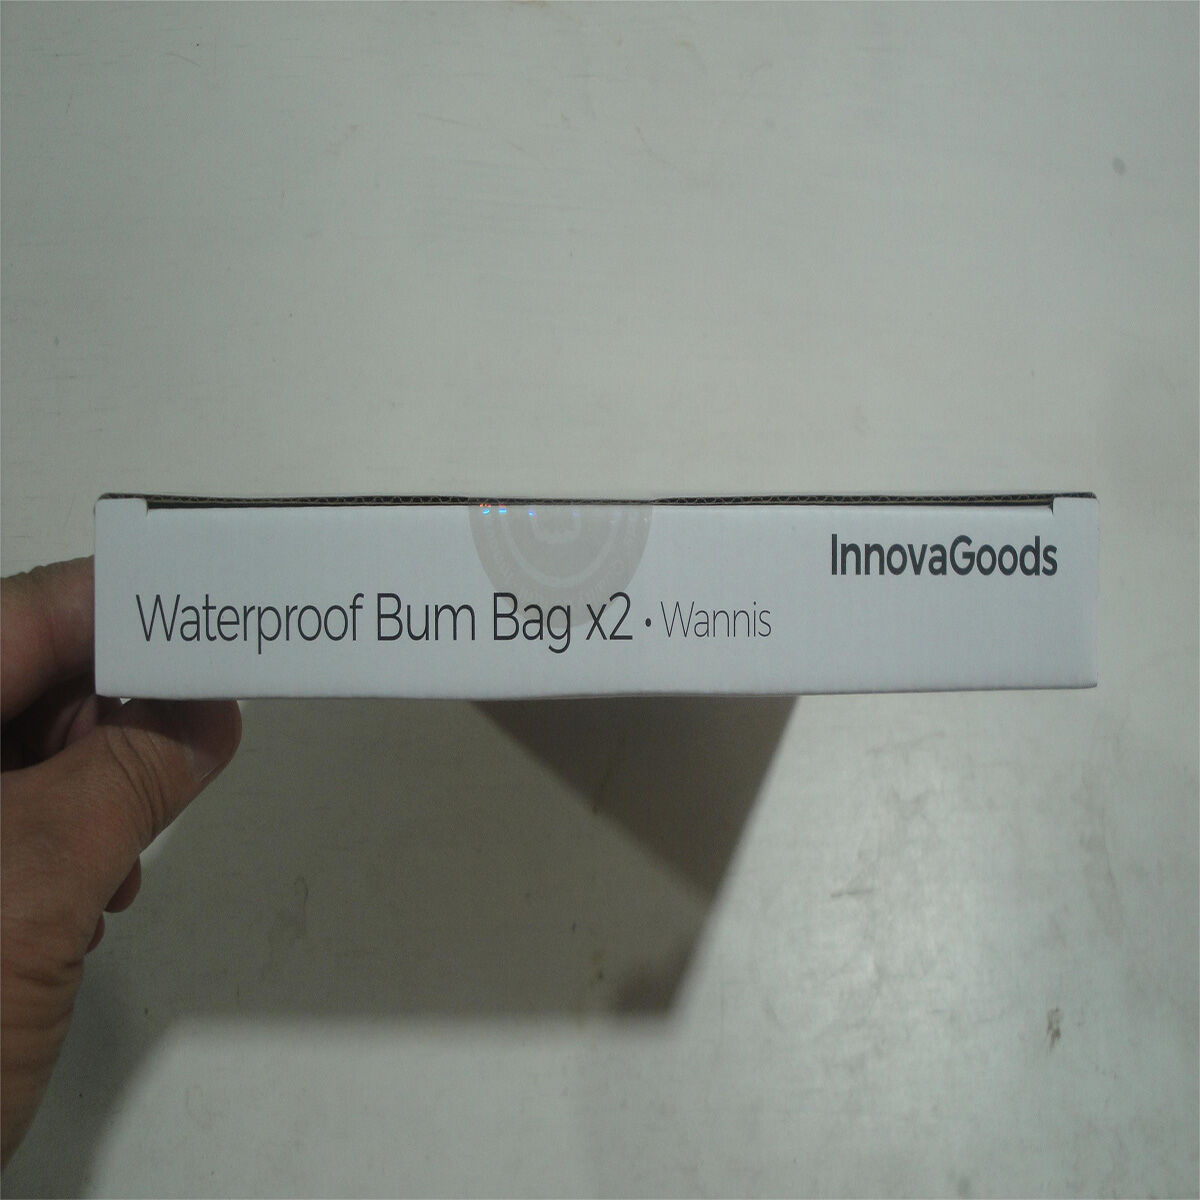 InnovaGoods
Waterproof Bum Bag x2 • Wannis